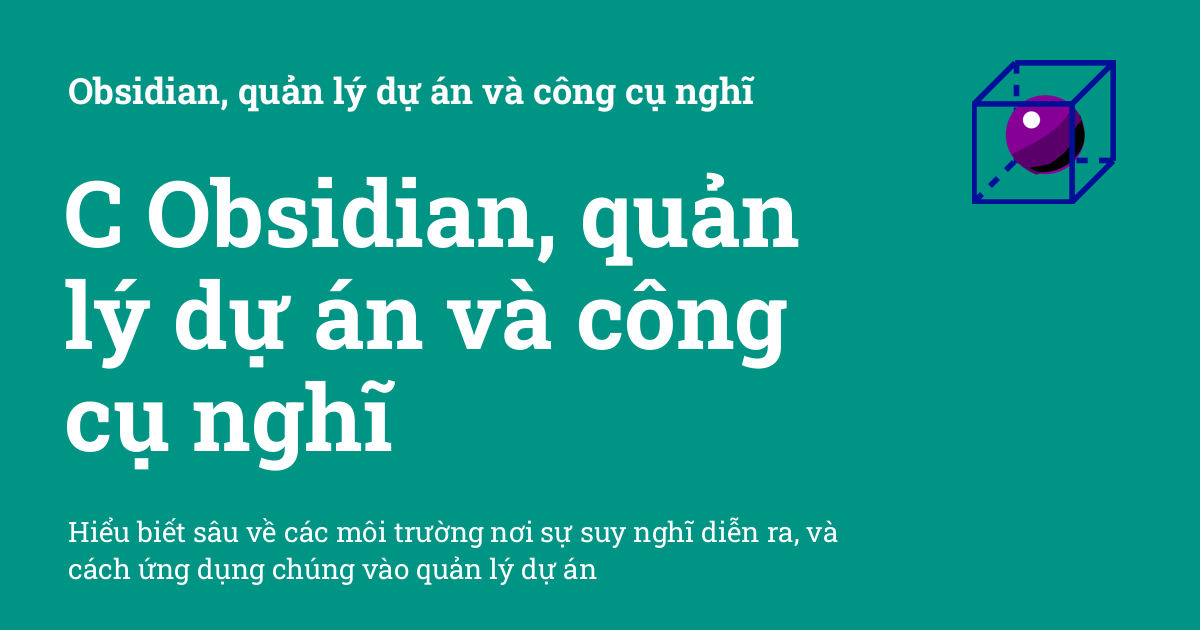 Obsidian, quản lý dự án và công cụ nghĩ
C Obsidian, quản
lý dự án và công
cụ nghĩ
Hiểu biết sâu về các môi trường nơi sự suy nghĩ diễn ra, và
cách ứng dụng chúng vào quản lý dự án